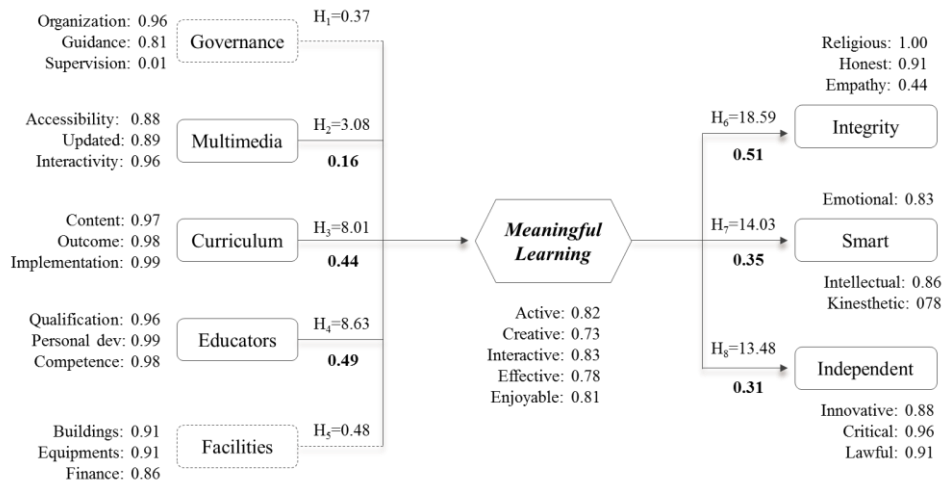 Organization: 0.96
Guidance: 0.81
Supervision: 0.01
Governance
H₁=0.37
Accessibility: 0.88
Updated: 0.89
Interactivity: 0.96
Multimedia
H₂=3.08
0.16
Content: 0.97
Outcome: 0.98
Implementation: 0.99
Curriculum
H₃=8.01
0.44
Qualification: 0.96
Personal dev: 0.99
Competence: 0.98
Educators
H₄=8.63
0.49
Buildings: 0.91
Equipments: 0.91
Finance: 0.86
Facilities
H₅=0.48
Meaningful
Learning
Active: 0.82
Creative: 0.73
Interactive: 0.83
Effective: 0.78
Enjoyable: 0.81
Religious: 1.00
Honest: 0.91
Empathy: 0.44
H₆=18.59
0.51
Integrity
Emotional: 0.83
H₇=14.03
0.35
Smart
Intellectual: 0.86
Kinesthetic: 078
H₈=13.48
0.31
Independent
Innovative: 0.88
Critical: 0.96
Lawful: 0.91